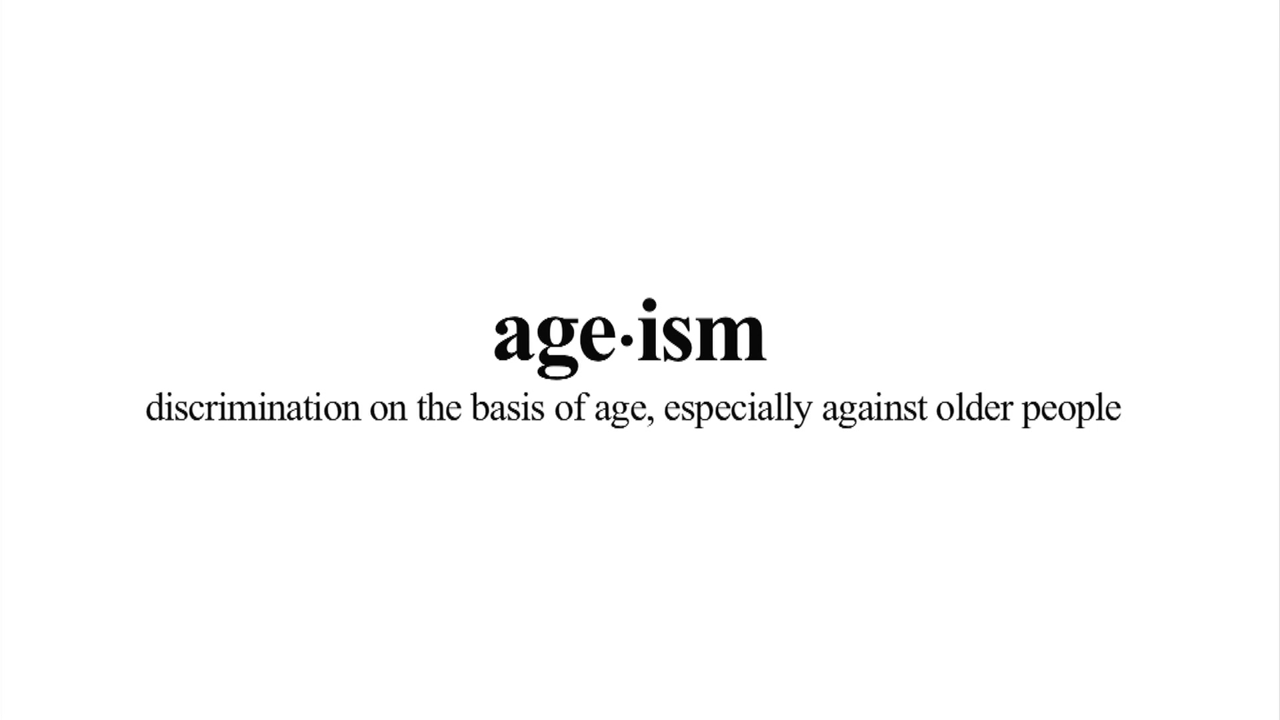 age·ism
discrimination on the basis of age, especially against older people